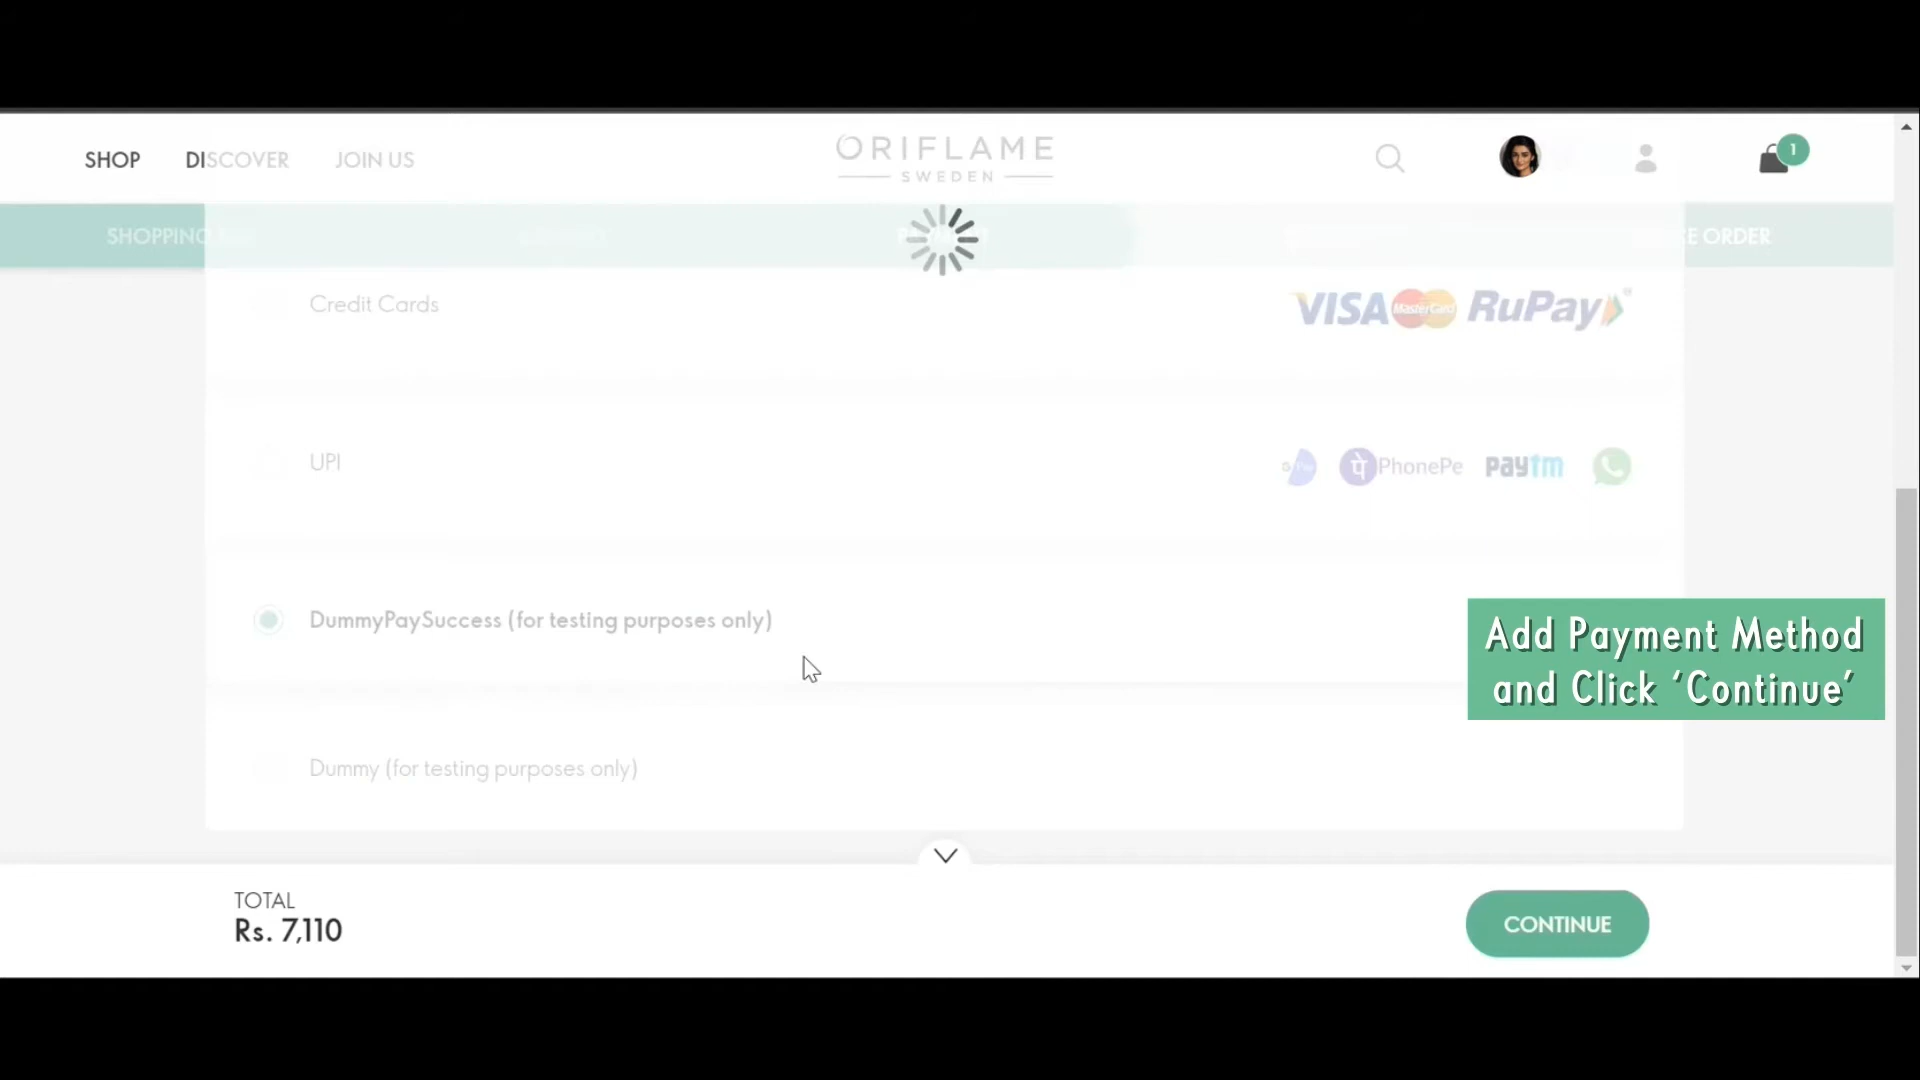 SHOP DISCOVER JOIN US
ORIFLAME
SWEDEN
1
SHOPPING
E ORDER
Credit Cards
VISA MasterCard RuPay
UPI
G Pay पे PhonePe paytm
DummyPaySuccess (for testing purposes only)
Add Payment Method
and Click ‘Continue’
Dummy (for testing purposes only)
TOTAL
Rs. 7,110
CONTINUE